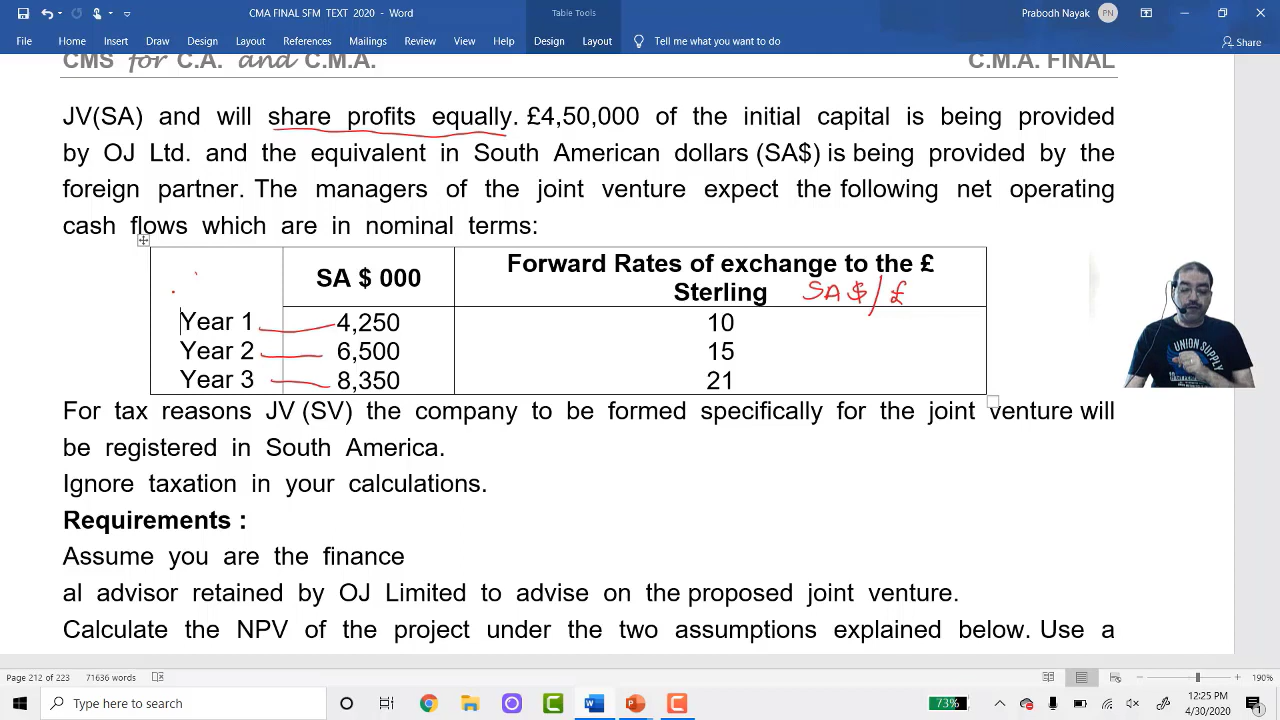 CMA FINAL SFM TEXT 2020 - Word
Table Tools
Prabodh Nayak PN
File Home Insert Draw Design Layout References Mailings Review View Help Design Layout Tell me what you want to do Share
CMS for C.A. and C.M.A. C.M.A. FINAL
JV(SA) and will share profits equally. £4,50,000 of the initial capital is being provided
by OJ Ltd. and the equivalent in South American dollars (SA$) is being provided by the
foreign partner. The managers of the joint venture expect the following net operating
cash flows which are in nominal terms:
SA $ 000 Forward Rates of exchange to the £
Sterling SA $/£
Year 1 4,250 10
Year 2 6,500 15
Year 3 8,350 21
For tax reasons JV (SV) the company to be formed specifically for the joint venture will
be registered in South America.
Ignore taxation in your calculations.
Requirements :
Assume you are the finance
al advisor retained by OJ Limited to advise on the proposed joint venture.
Calculate the NPV of the project under the two assumptions explained below. Use a
UNION SUPPLY
Page 212 of 223 71636 words 190%
Type here to search
73%
12:25 PM
4/30/2020